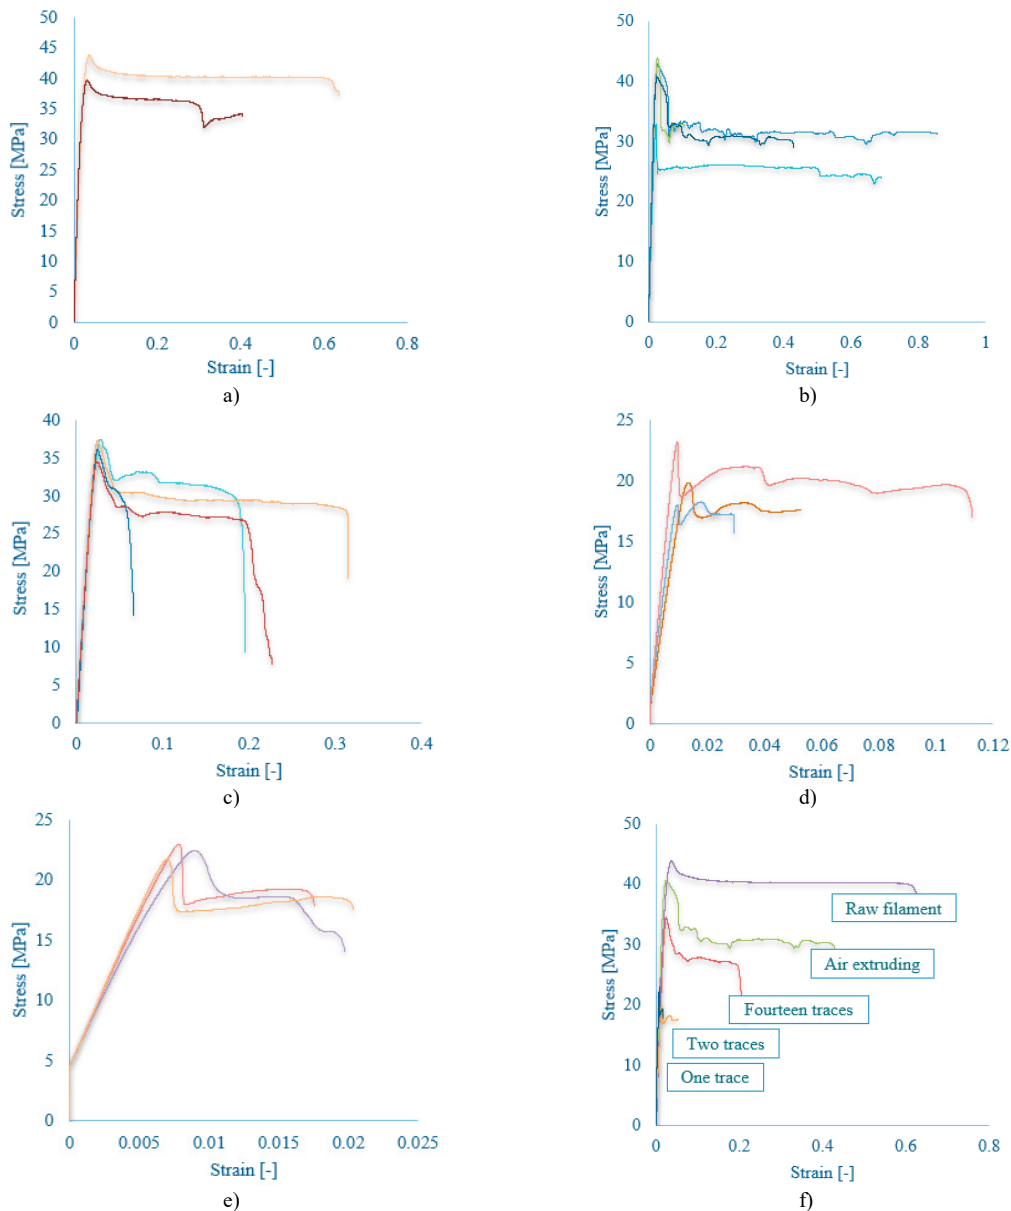 50
45
40
35
30
25
20
15
10
5
0
Stress [MPa]
0 0.2 0.4 0.6 0.8
Strain [-]
a)
50
40
30
20
10
0
Stress [MPa]
0 0.2 0.4 0.6 0.8 1
Strain [-]
b)
40
35
30
25
20
15
10
5
0
Stress [MPa]
0 0.1 0.2 0.3 0.4
Strain [-]
c)
25
20
15
10
5
0
Stress [MPa]
0 0.02 0.04 0.06 0.08 0.1 0.12
Strain [-]
d)
25
20
15
10
5
0
Stress [MPa]
0 0.005 0.01 0.015 0.02 0.025
Strain [-]
e)
50
40
30
20
10
0
Stress [MPa]
Raw filament
Air extruding
Fourteen traces
Two traces
One trace
0 0.2 0.4 0.6 0.8
Strain [-]
f)